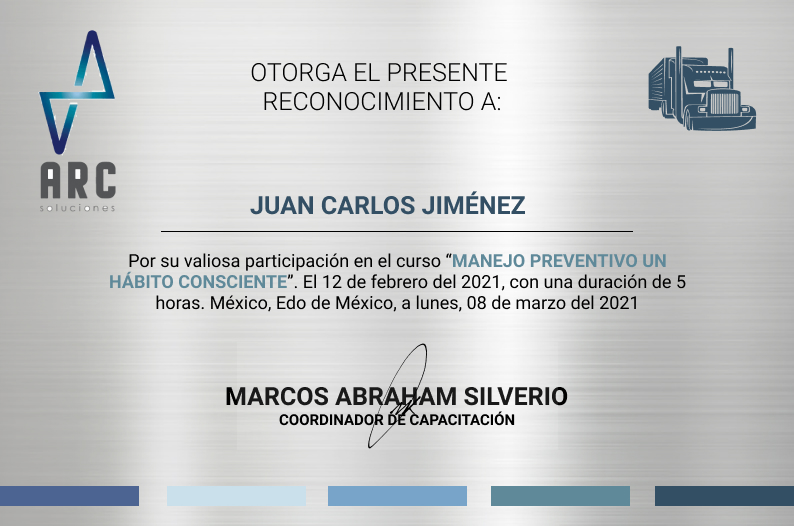 ARC
soluciones
OTORGA EL PRESENTE
RECONOCIMIENTO A:
JUAN CARLOS JIMÉNEZ
Por su valiosa participación en el curso “MANEJO PREVENTIVO UN
HÁBITO CONSCIENTE”. El 12 de febrero del 2021, con una duración de 5
horas. México, Edo de México, a lunes, 08 de marzo del 2021
MARCOS ABRAHAM SILVERIO
COORDINADOR DE CAPACITACIÓN